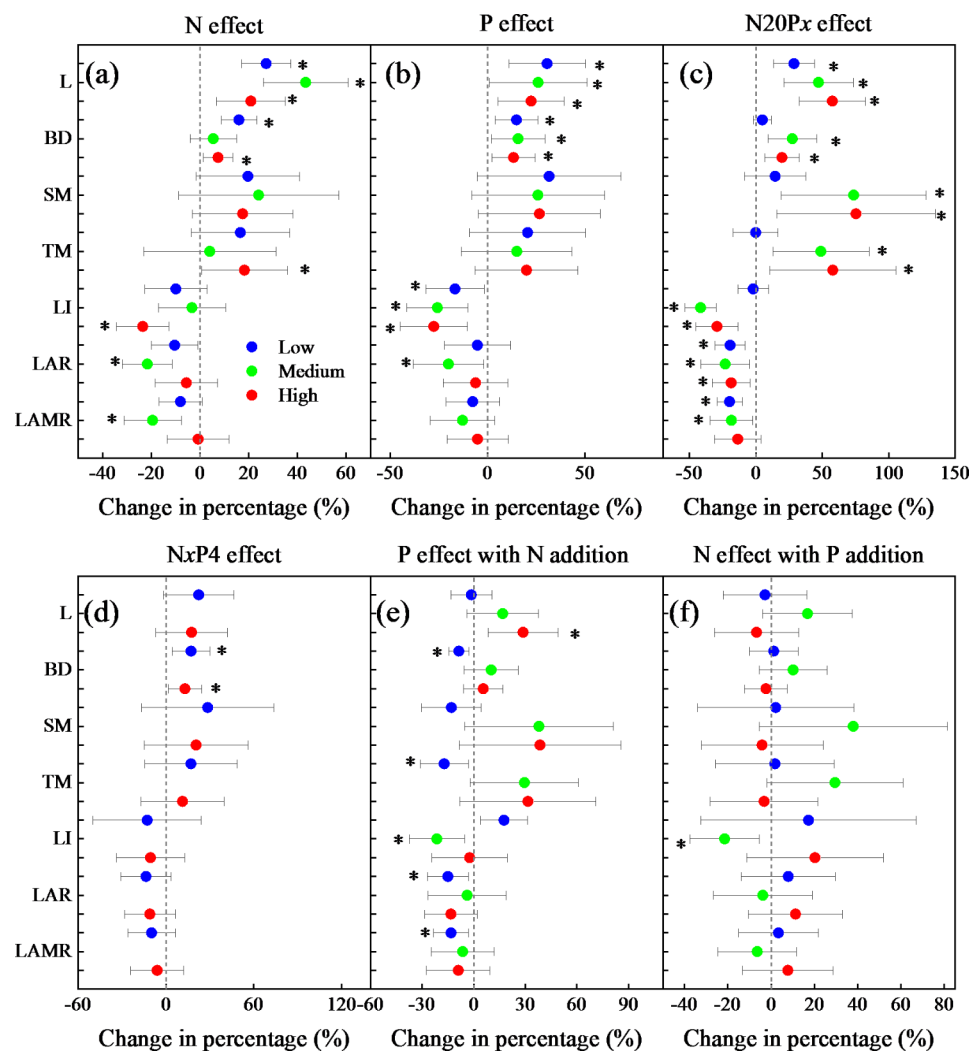 N effect
P effect
N20Px effect
(a)
(b)
(c)
L
BD
SM
TM
LI
LAR
LAMR
Low
Medium
High
* * * * * * * *
* * * * * * * * * *
* * * * * * * * * * * * * * * *
-40 -20 0 20 40 60
-50 0 50
-50 0 50 100 150
Change in percentage (%)
Change in percentage (%)
Change in percentage (%)
NxP4 effect
P effect with N addition
N effect with P addition
(d)
(e)
(f)
L
BD
SM
TM
LI
LAR
LAMR
* *
* * * * * *
*
-60 0 60 120
-60 -30 0 30 60 90
-40 -20 0 20 40 60 80
Change in percentage (%)
Change in percentage (%)
Change in percentage (%)